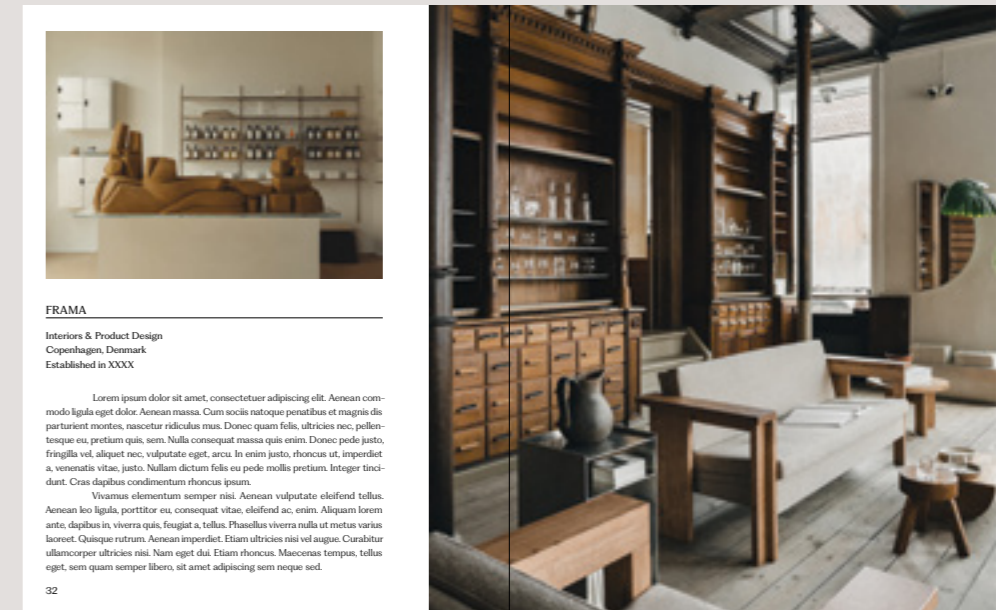 FRAMA
Interiors & Product Design
Copenhagen, Denmark
Established in XXXX
Lorem ipsum dolor sit amet, consectetuer adipiscing elit. Aenean com-
modo ligula eget dolor. Aenean massa. Cum sociis natoque penatibus et magnis dis
parturient montes, nascetur ridiculus mus. Donec quam felis, ultricies nec, pellen-
tesque eu, pretium quis, sem. Nulla consequat massa quis enim. Donec pede justo,
fringilla vel, aliquet nec, vulputate eget, arcu. In enim justo, rhoncus ut, imperdiet
a, venenatis vitae, justo. Nullam dictum felis eu pede mollis pretium. Integer tinci-
dunt. Cras dapibus condimentum rhoncus ipsum.
Vivamus elementum semper nisi. Aenean vulputate eleifend tellus.
Aenean leo ligula, porttitor eu, consequat vitae, eleifend ac, enim. Aliquam lorem
ante, dapibus in, viverra quis, feugiat a, tellus. Phasellus viverra nulla ut metus varius
laoreet. Quisque rutrum. Aenean imperdiet. Etiam ultricies nisi vel augue. Curabitur
ullamcorper ultricies nisi. Nam eget dui. Etiam rhoncus. Maecenas tempus, tellus
eget, sem quam semper libero, sit amet adipiscing sem neque sed.
32